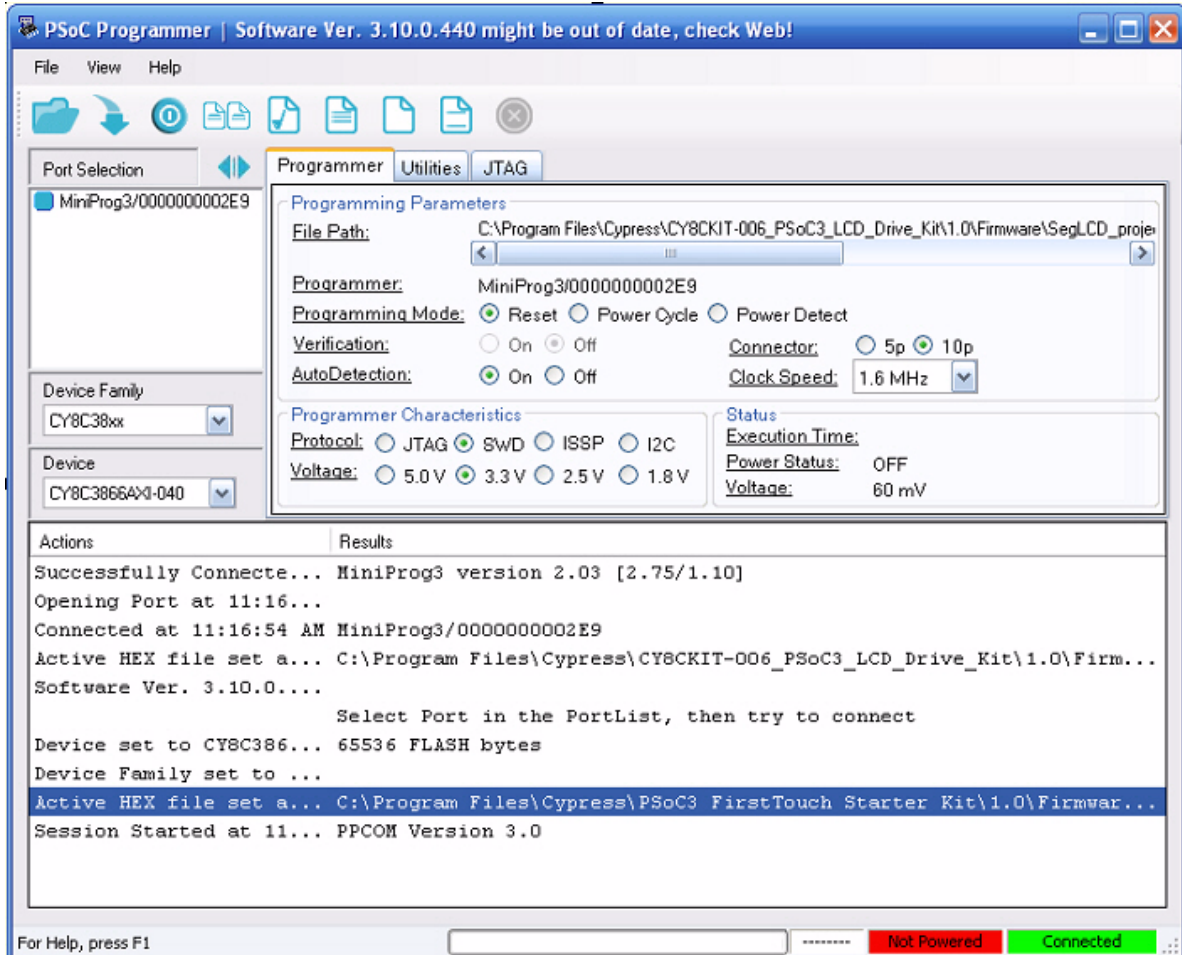 PSoC Programmer | Software Ver. 3.10.0.440 might be out of date, check Web!
File View Help
Port Selection
Programmer Utilities JTAG
MiniProg3/0000000002E9
Programming Parameters
File Path: C:\Program Files\Cypress\CY8CKIT-006_PSoC3_LCD_Drive_Kit\1.0\Firmware\SegLCD_proje
Programmer: MiniProg3/0000000002E9
Programming Mode: Reset Power Cycle Power Detect
Verification: On Off Connector: 5p 10p
AutoDetection: On Off Clock Speed: 1.6 MHz
Device Family
CY8C38xx
Device
CY8C3866AXI-040
Programmer Characteristics
Protocol: JTAG SWD ISSP I2C
Voltage: 5.0 V 3.3 V 2.5 V 1.8 V
Status
Execution Time:
Power Status: OFF
Voltage: 60 mV
Actions Results
Successfully Connecte... MiniProg3 version 2.03 [2.75/1.10]
Opening Port at 11:16...
Connected at 11:16:54 AM MiniProg3/0000000002E9
Active HEX file set a... C:\Program Files\Cypress\CY8CKIT-006_PSoC3_LCD_Drive_Kit\1.0\Firm...
Software Ver. 3.10.0....
Select Port in the PortList, then try to connect
Device set to CY8C386... 65536 FLASH bytes
Device Family set to ...
Active HEX file set a... C:\Program Files\Cypress\PSoC3 FirstTouch Starter Kit\1.0\Firmwar...
Session Started at 11... PPCOM Version 3.0
For Help, press F1
--------
Not Powered
Connected